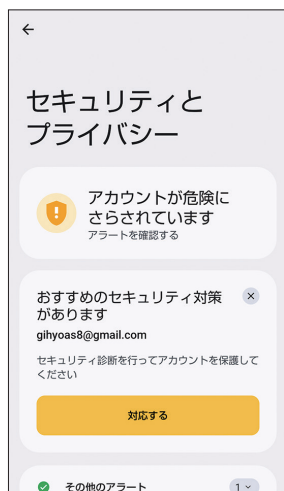 セキュリティと
プライバシー
アカウントが危険に
さらされています
アラートを確認する
おすすめのセキュリティ対策
があります
gihyoas8@gmail.com
セキュリティ診断を行ってアカウントを保護して
ください
対応する
その他のアラート
1